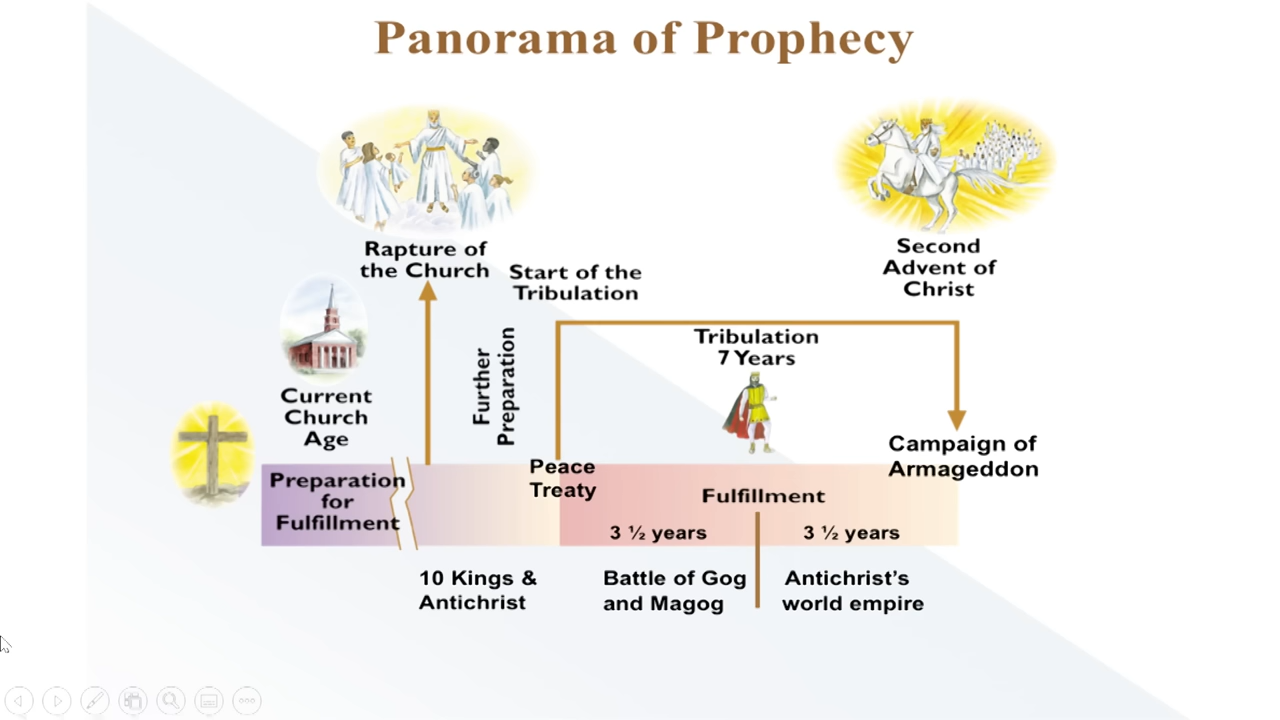 Panorama of Prophecy
Rapture of
the Church
Second
Advent of
Christ
Start of the
Tribulation
Further
Preparation
Tribulation
7 Years
Current
Church
Age
Campaign of
Armageddon
Preparation
for
Fulfillment
Peace
Treaty
Fulfillment
3 ½ years
3 ½ years
10 Kings &
Antichrist
Battle of Gog
and Magog
Antichrist’s
world empire